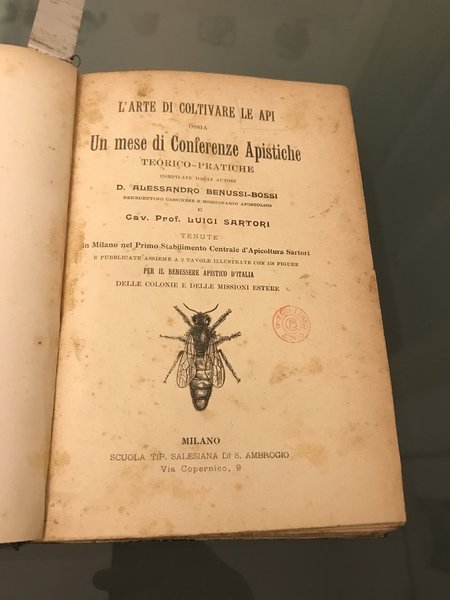 L'ARTE DI COLTIVARE LE API
OSSIA
Un mese di Conferenze Apistiche
TEORICO-PRATICHE
COMPILATE DAGLI AUTORI
D. ALESSANDRO BENUSSI-BOSSI
BENEDETTINO CASSINESE E MISSIONARIO APOSTOLICO
E
Cav. Prof. LUIGI SARTORI
TENUTE
in Milano nel Primo Stabilimento Centrale d'Apicoltura Sartori
E PUBBLICATE ASSIEME A 3 TAVOLE ILLUSTRATE CON 120 FIGURE
PER IL BENESSERE APISTICO D'ITALIA
DELLE COLONIE E DELLE MISSIONI ESTERE
MILANO
SCUOLA TIP. SALESIANA DI S. AMBROGIO
Via Copernico, 9